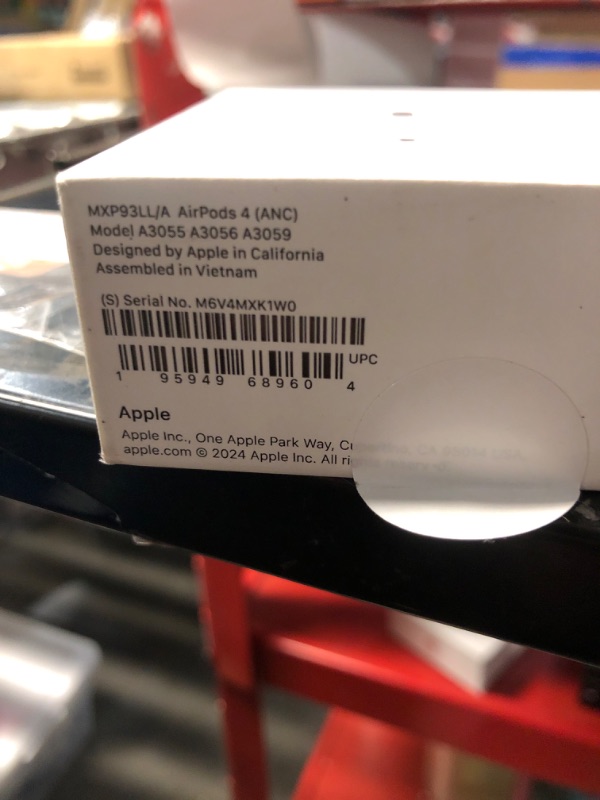 MXP93LL/A AirPods 4 (ANC)
Model A3055 A3056 A3059
Designed by Apple in California
Assembled in Vietnam
(S) Serial No. M6V4MXK1W0
UPC
1 95949 68960 4
Apple
Apple Inc., One Apple Park Way,
apple.com © 2024 Apple Inc. All